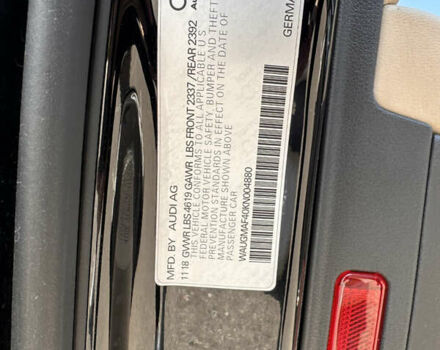 GERMA
MFD. BY AUDI AG
1118 GVWR LBS 4619 GAWR LBS FRONT 2337 / REAR 2392
THIS VEHICLE CONFORMS TO ALL APPLICABLE U S
FEDERAL MOTOR VEHICLE SAFETY, BUMPER AND THEFT
PREVENTION STANDARDS IN EFFECT ON THE DATE OF
MANUFACTURE SHOWN ABOVE
PASSENGER CAR
WAUGMAF40KN004880